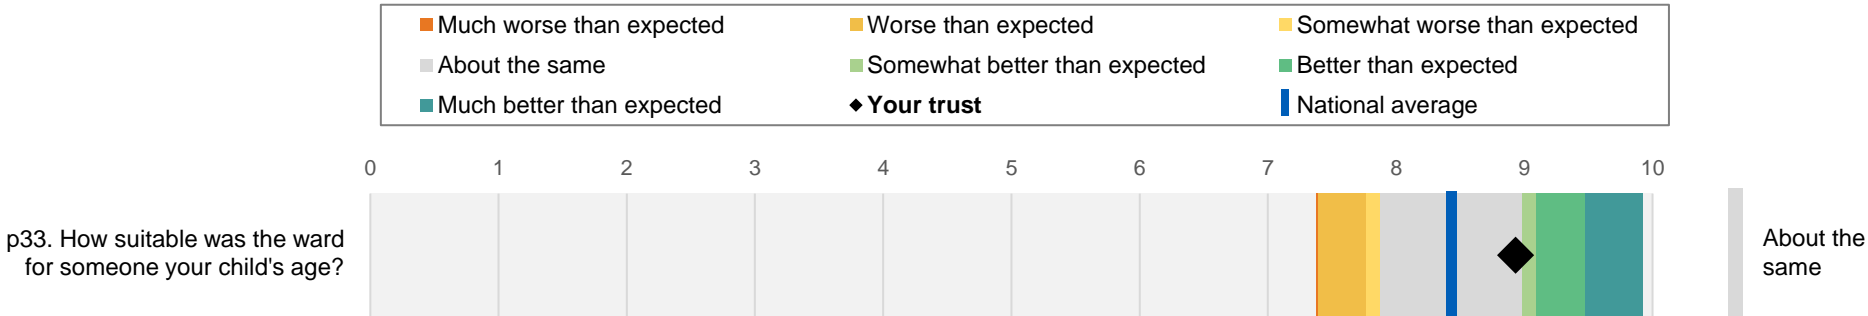 Much worse than expected
Worse than expected
Somewhat worse than expected
About the same
Somewhat better than expected
Better than expected
Much better than expected
Your trust
National average
0 1 2 3 4 5 6 7 8 9 10
p33. How suitable was the ward
for someone your child's age?
About the
same